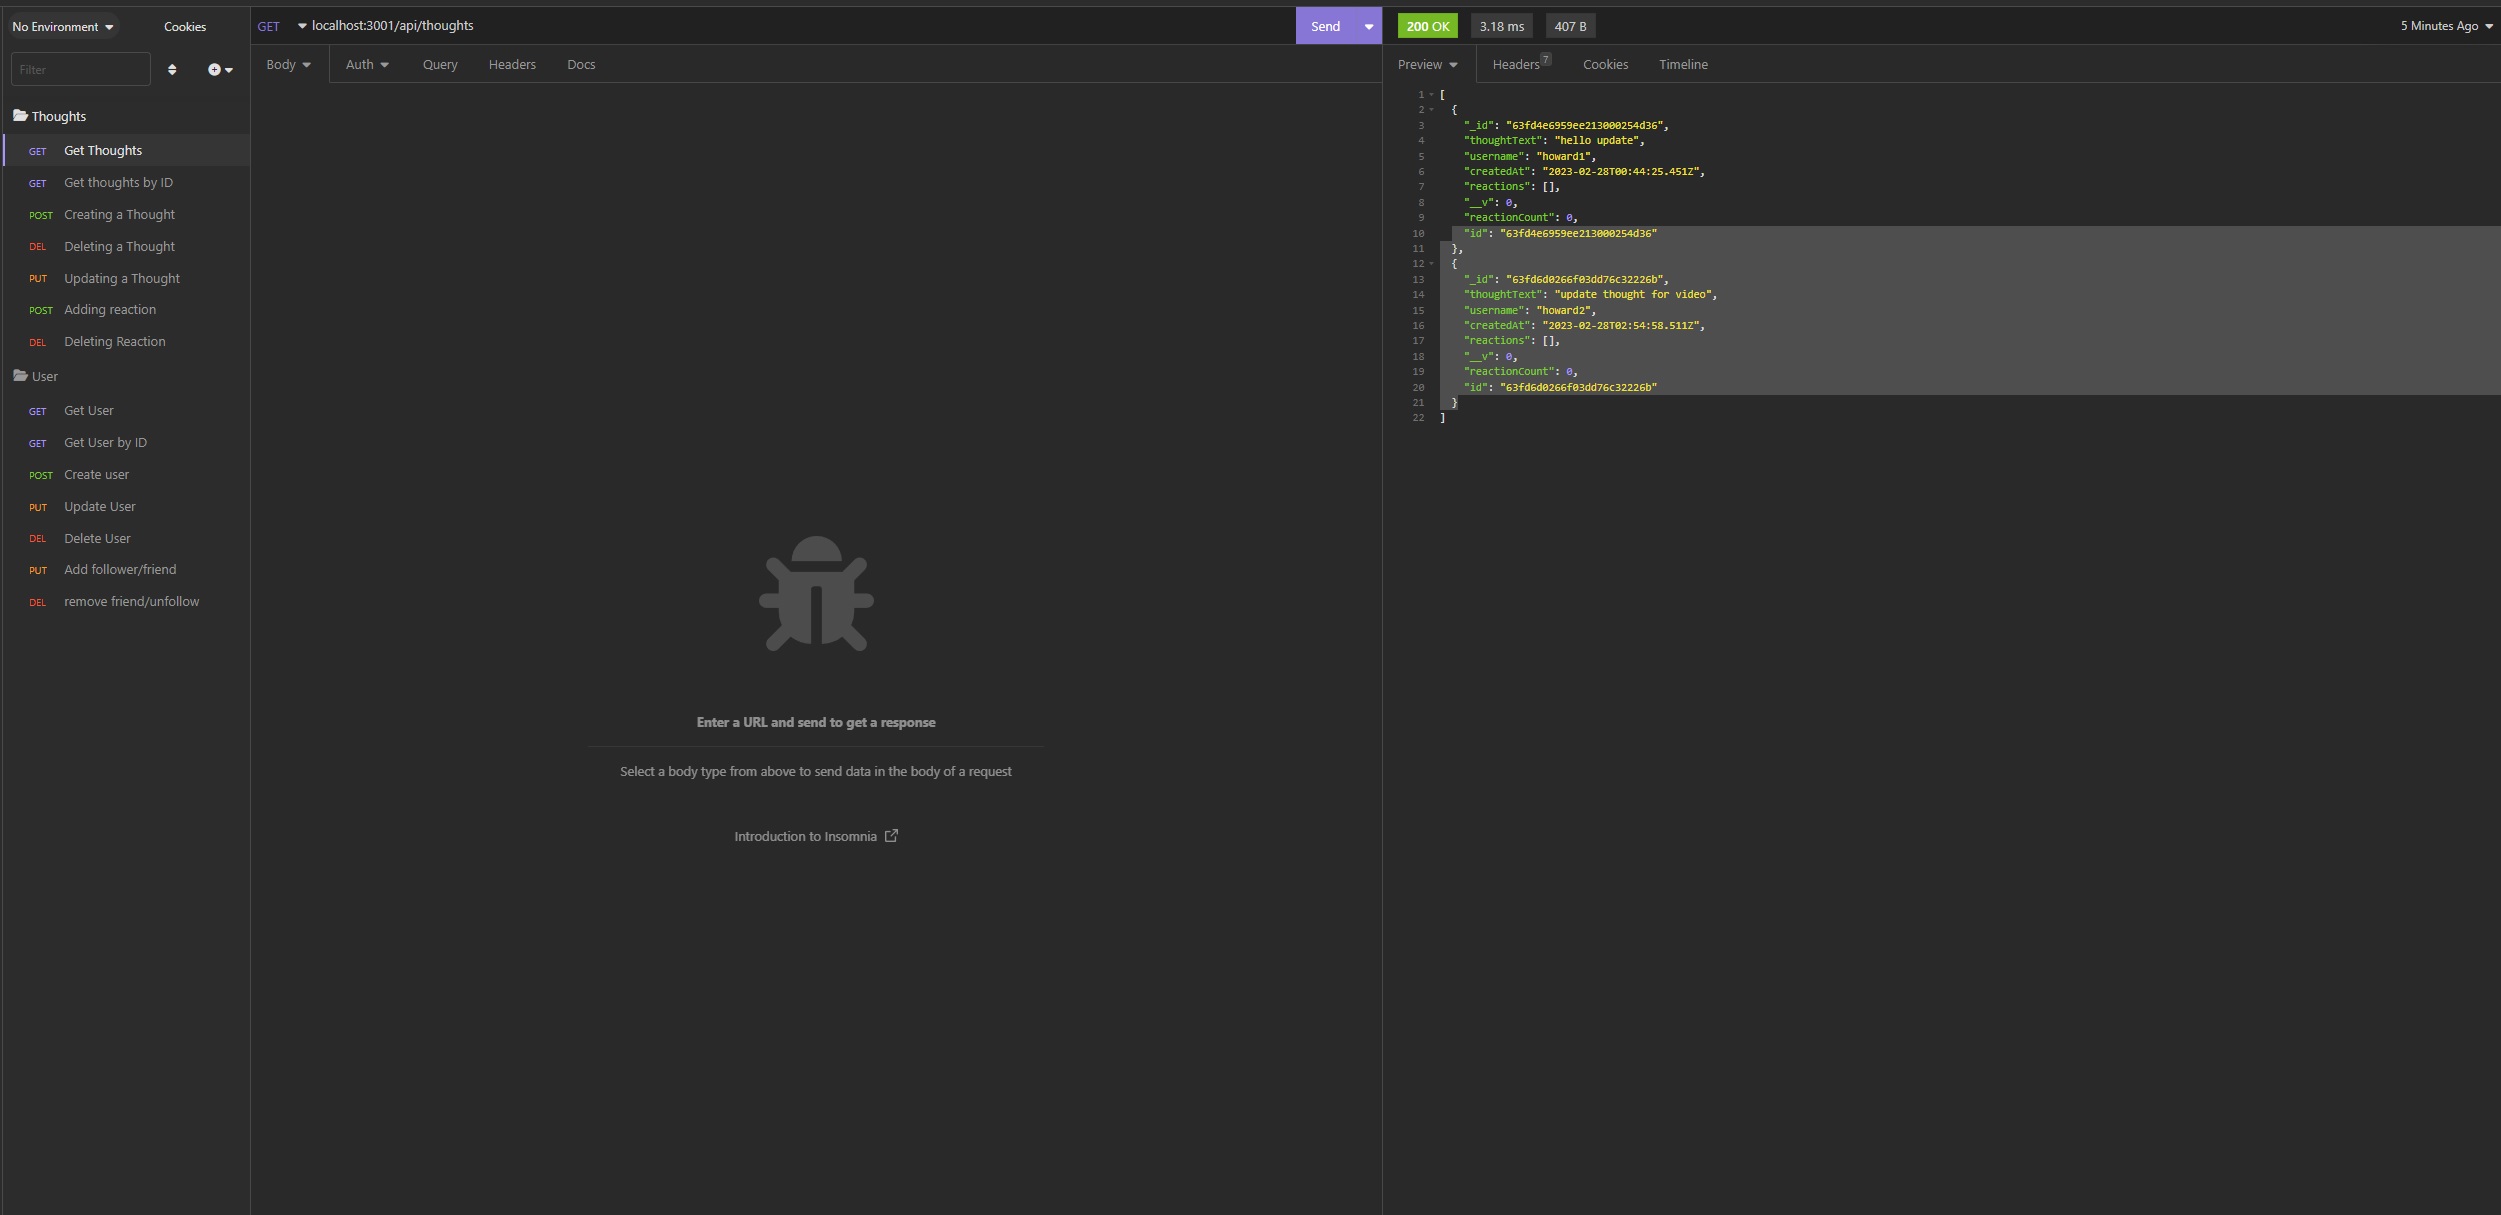 No Environment
Cookies
Filter
Thoughts
GET Get Thoughts
GET Get thoughts by ID
POST Creating a Thought
DEL Deleting a Thought
PUT Updating a Thought
POST Adding reaction
DEL Deleting Reaction
User
GET Get User
GET Get User by ID
POST Create user
PUT Update User
DEL Delete User
PUT Add follower/friend
DEL remove friend/unfollow
GET localhost:3001/api/thoughts
Send
Body Auth Query Headers Docs
Enter a URL and send to get a response
Select a body type from above to send data in the body of a request
Introduction to Insomnia
200 OK 3.18 ms 407 B 5 Minutes Ago
Preview Headers 7 Cookies Timeline
1 [
2 {
3 "_id": "63fd4e6959ee213000254d36",
4 "thoughtText": "hello update",
5 "username": "howard1",
6 "createdAt": "2023-02-28T00:44:25.451Z",
7 "reactions": [],
8 "__v": 0,
9 "reactionCount": 0,
10 "id": "63fd4e6959ee213000254d36"
11 },
12 {
13 "_id": "63fd6d0266f03dd76c32226b",
14 "thoughtText": "update thought for video",
15 "username": "howard2",
16 "createdAt": "2023-02-28T02:54:58.511Z",
17 "reactions": [],
18 "__v": 0,
19 "reactionCount": 0,
20 "id": "63fd6d0266f03dd76c32226b"
21 }
22 ]